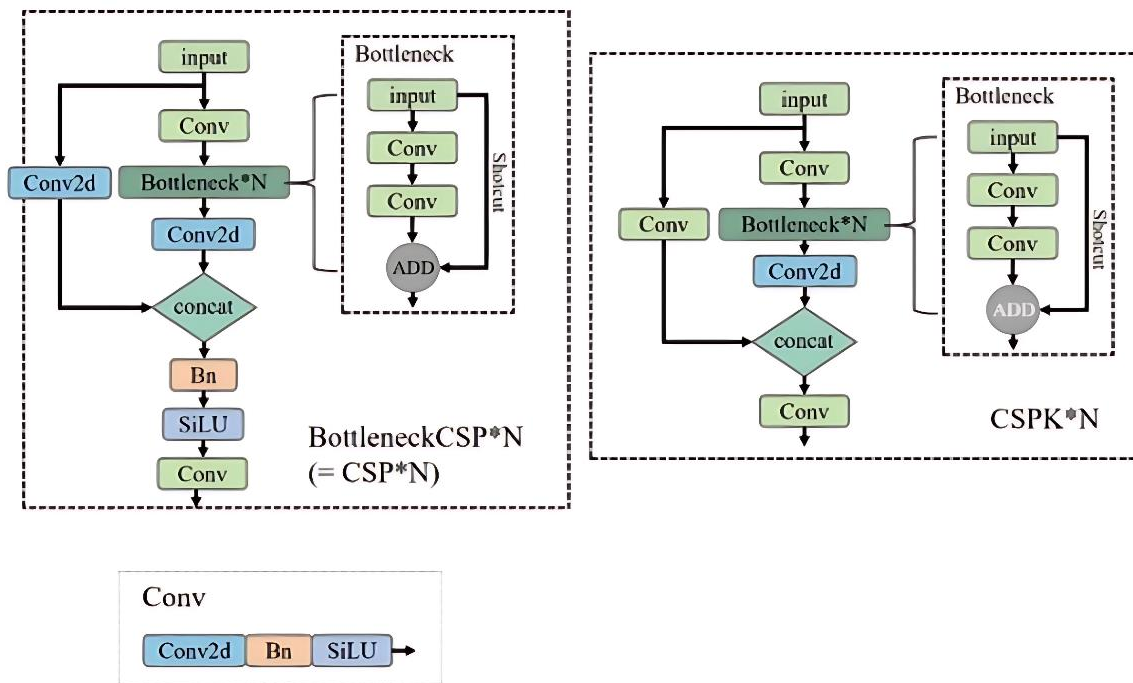 input
Conv
Conv2d
Bottleneck*N
Conv2d
concat
Bn
SiLU
Conv
BottleneckCSP*N
(= CSP*N)
Bottleneck
input
Conv
Conv
ADD
Shotcut
input
Conv
Conv
Bottleneck*N
Conv2d
concat
Conv
CSPK*N
Bottleneck
input
Conv
Conv
ADD
Shotcut
Conv
Conv2d Bn SiLU